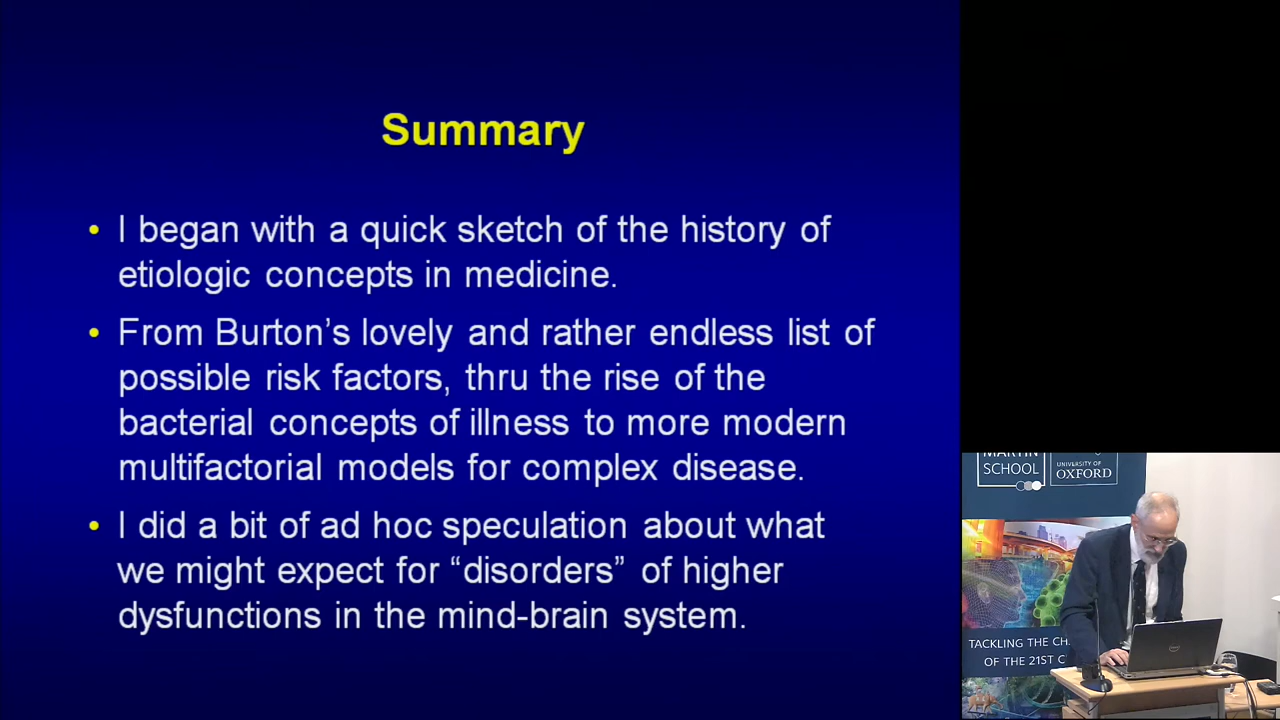 Summary
• I began with a quick sketch of the history of
etiologic concepts in medicine.
• From Burton’s lovely and rather endless list of
possible risk factors, thru the rise of the
bacterial concepts of illness to more modern
multifactorial models for complex disease.
• I did a bit of ad hoc speculation about what
we might expect for “disorders” of higher
dysfunctions in the mind-brain system.
MARTIN
SCHOOL
UNIVERSITY OF
OXFORD
TACKLING THE CH
OF THE 21ST C